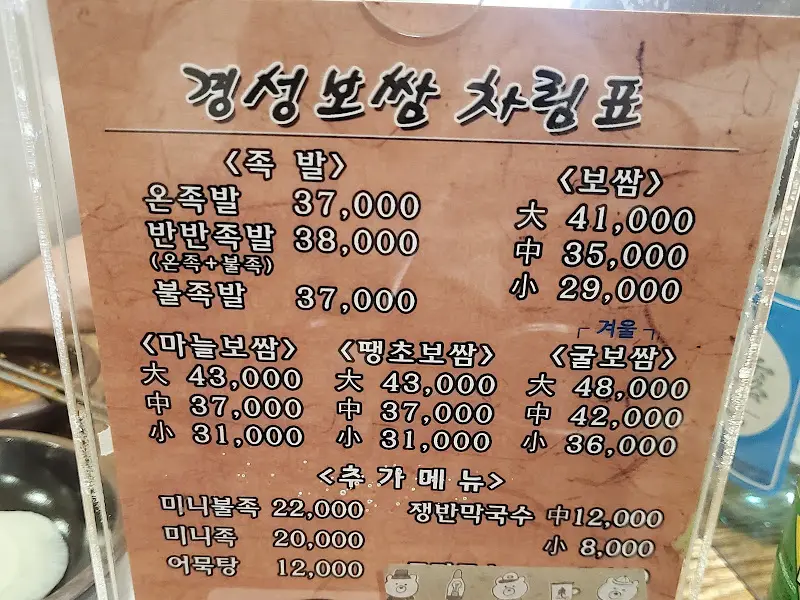 경성보쌈 차림표
<족 발>
온족발 37,000
반반족발 38,000
(온족+불족)
불족발 37,000
<보쌈>
大 41,000
中 35,000
小 29,000
<마늘보쌈>
大 43,000
中 37,000
小 31,000
<땡초보쌈>
大 43,000
中 37,000
小 31,000
「겨울」
<굴보쌈>
大 48,000
中 42,000
小 36,000
<추가메뉴>
미니불족 22,000
미니족 20,000
어묵탕 12,000
쟁반막국수 中 12,000
小 8,000